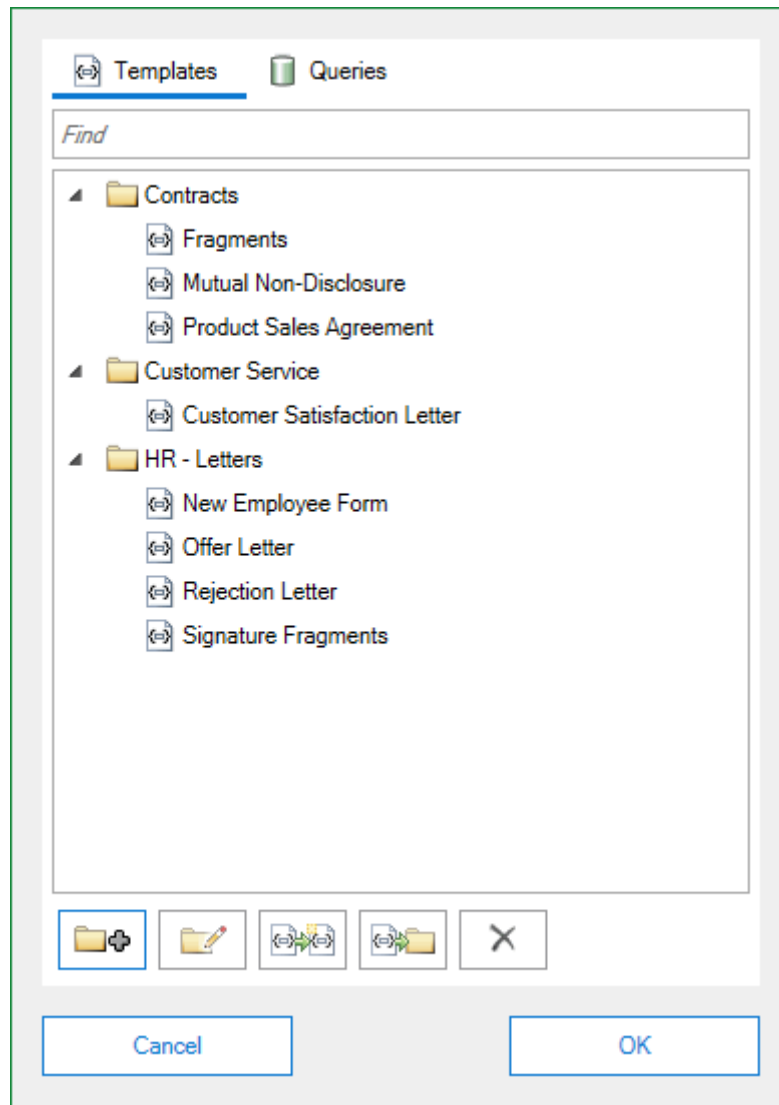 Templates Queries
Find
Contracts
Fragments
Mutual Non-Disclosure
Product Sales Agreement
Customer Service
Customer Satisfaction Letter
HR - Letters
New Employee Form
Offer Letter
Rejection Letter
Signature Fragments
Cancel OK